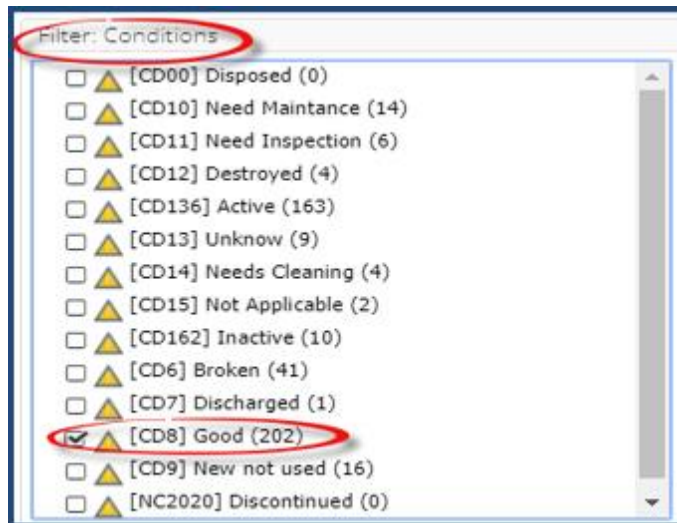 Filter: Conditions
[CD00] Disposed (0)
[CD10] Need Maintance (14)
[CD11] Need Inspection (6)
[CD12] Destroyed (4)
[CD136] Active (163)
[CD13] Unknow (9)
[CD14] Needs Cleaning (4)
[CD15] Not Applicable (2)
[CD162] Inactive (10)
[CD6] Broken (41)
[CD7] Discharged (1)
[CD8] Good (202)
[CD9] New not used (16)
[NC2020] Discontinued (0)